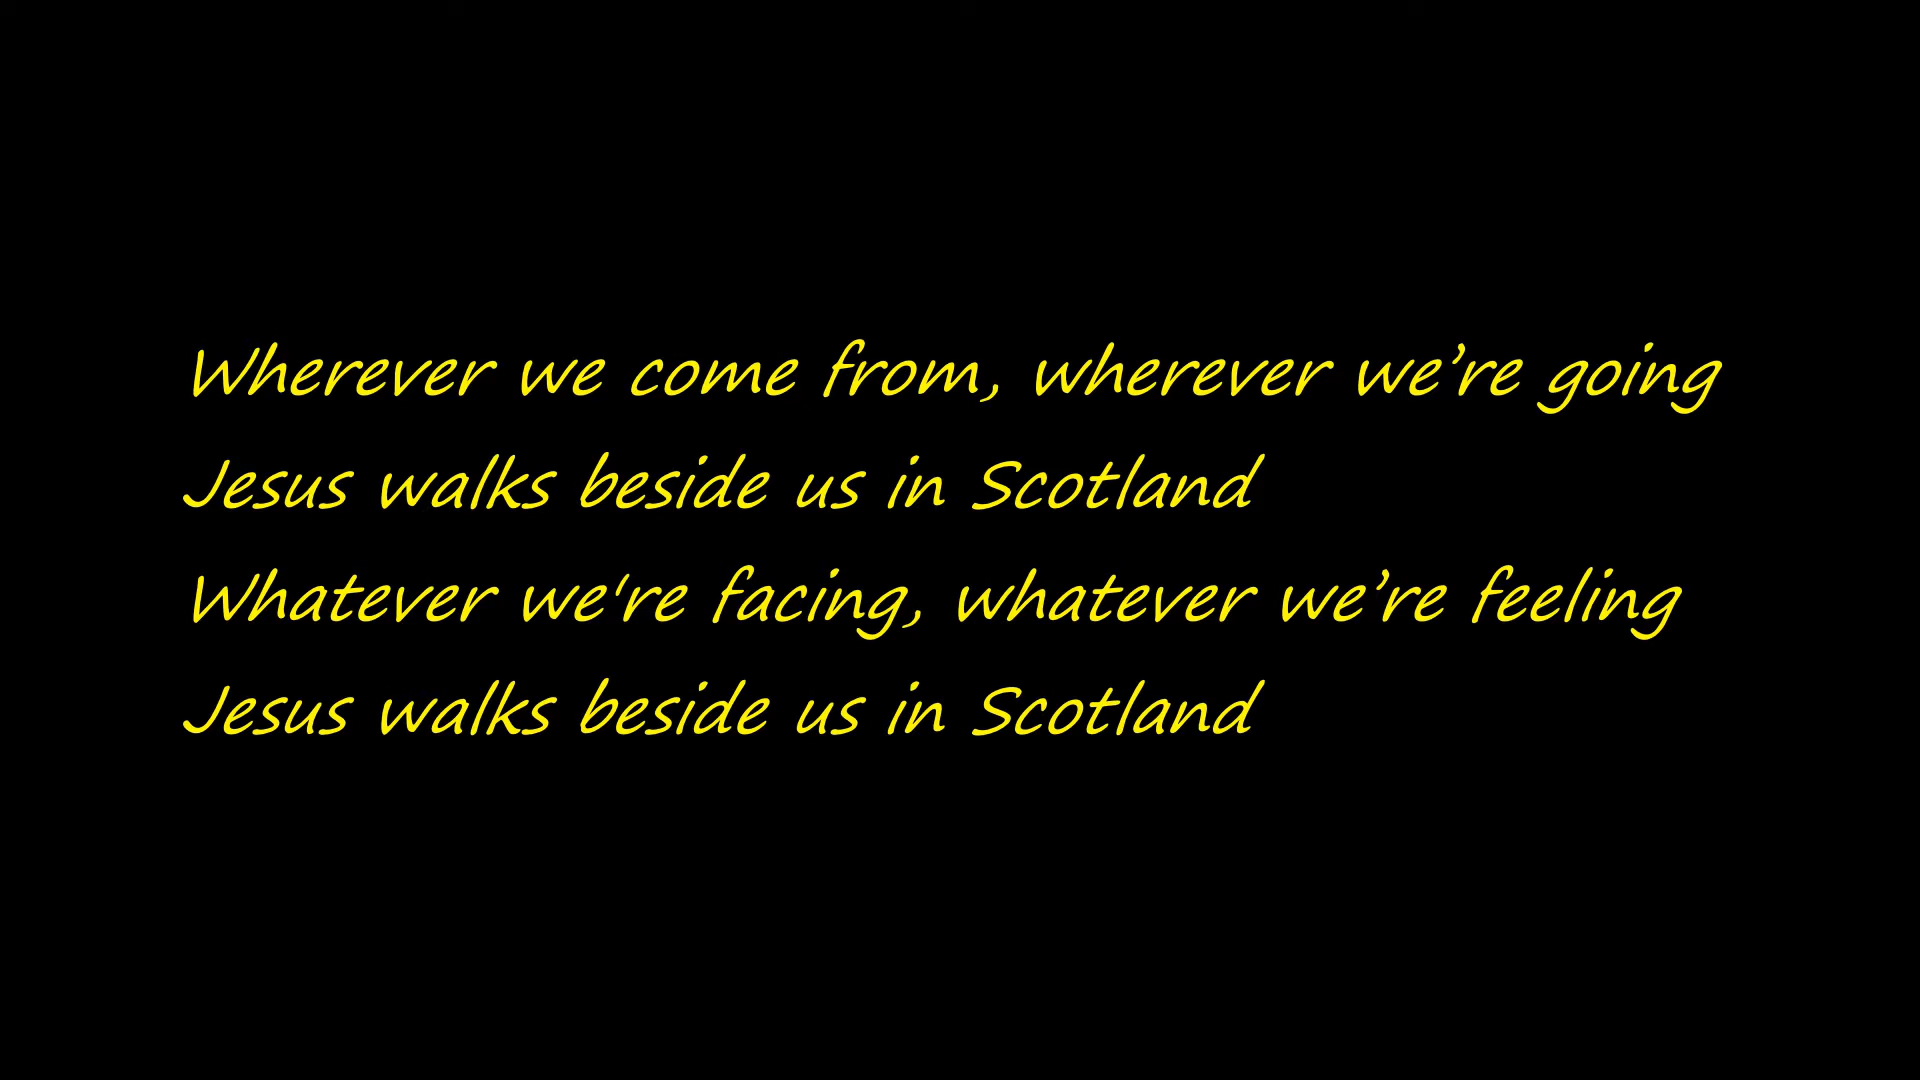 Wherever we come from, wherever we’re going
Jesus walks beside us in Scotland
Whatever we're facing, whatever we’re feeling
Jesus walks beside us in Scotland